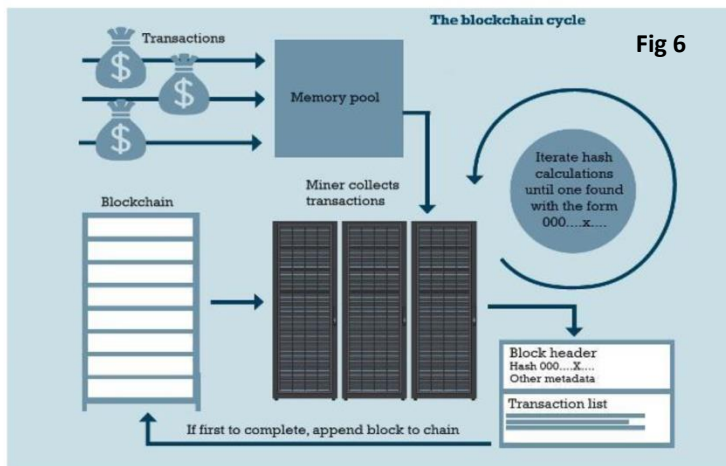 The blockchain cycle
Fig 6
Transactions
$
$
$
Memory pool
Miner collects
transactions
Iterate hash
calculations
until one found
with the form
000....x....
Blockchain
Block header
Hash 000....X....
Other metadata
Transaction list
If first to complete, append block to chain